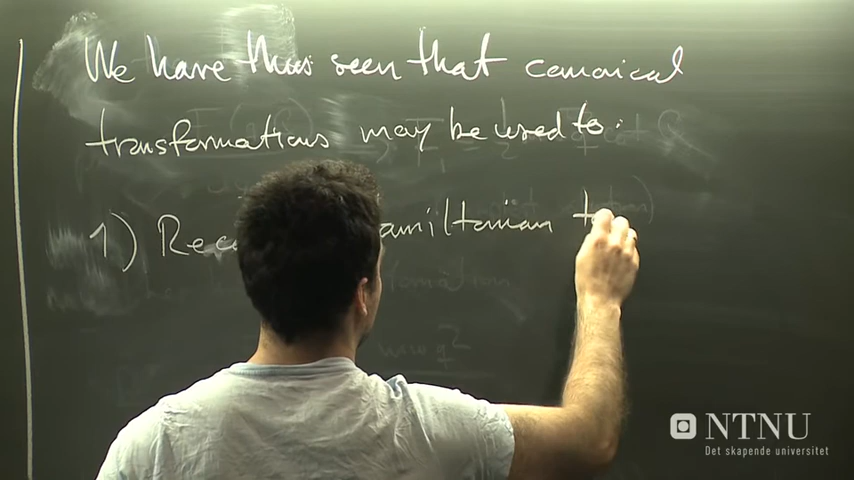 We have thus seen that canonical
transformations may be used to:
1) Rec amiltonian to
NTNU
Det skapende universitet